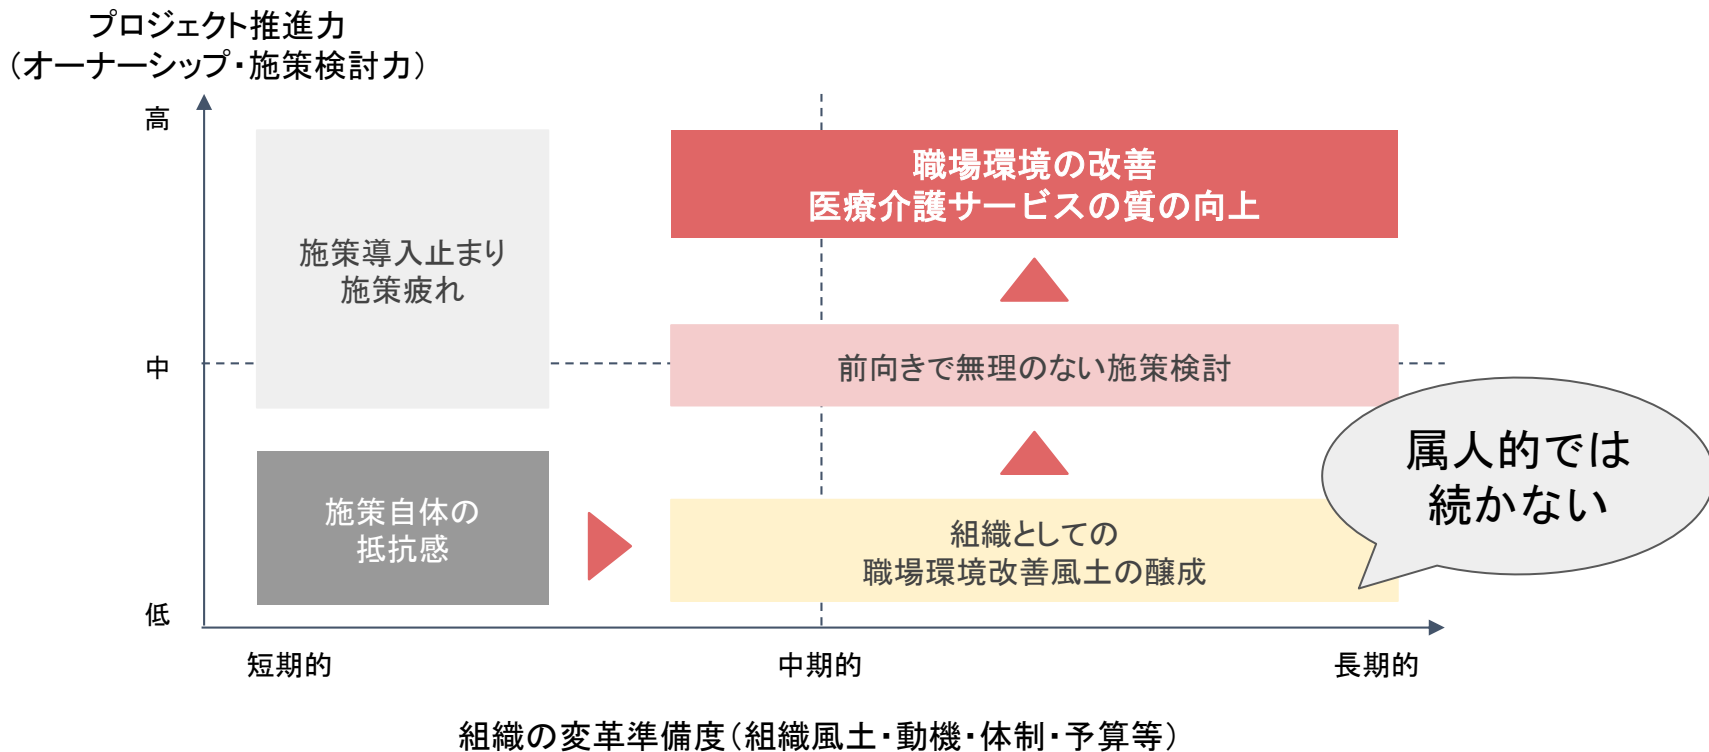 プロジェクト推進力
（オーナーシップ・施策検討力）
高
職場環境の改善
医療介護サービスの質の向上
施策導入止まり
施策疲れ
中
前向きで無理のない施策検討
属人的では
続かない
施策自体の
抵抗感
組織としての
職場環境改善風土の醸成
低
短期的
中期的
長期的
組織の変革準備度（組織風土・動機・体制・予算等）